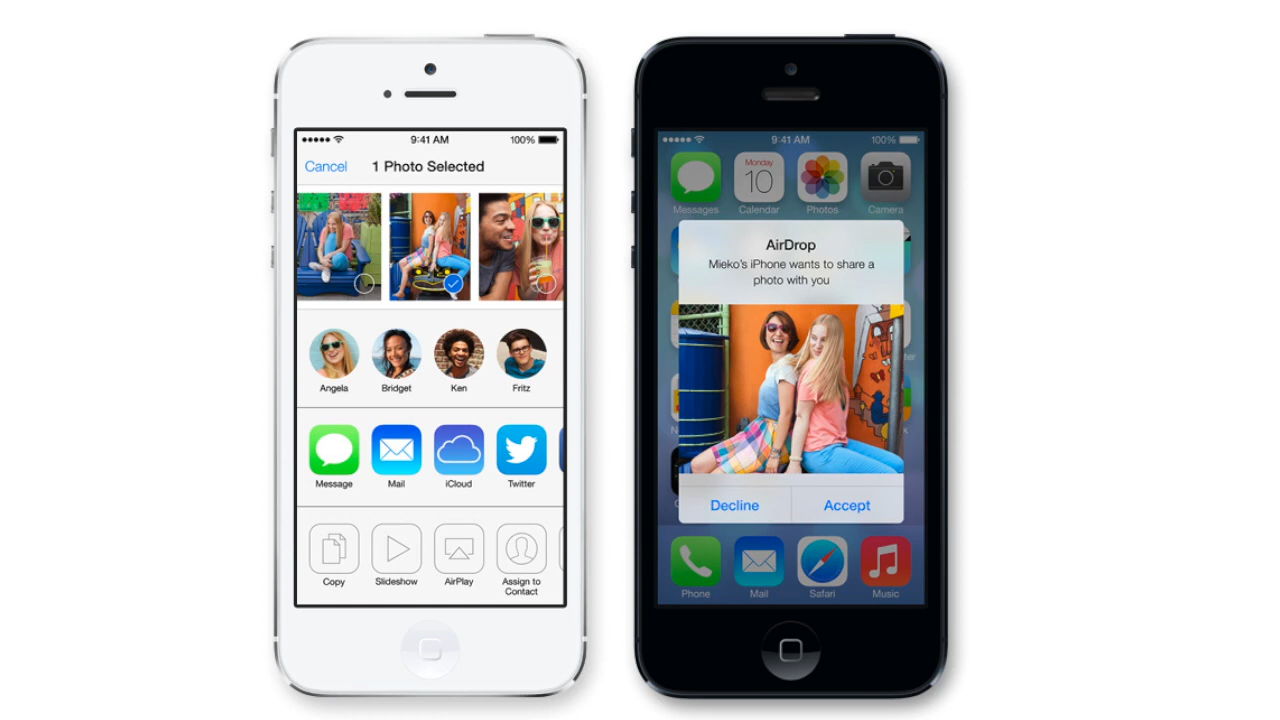 9:41 AM
100%
Cancel
1 Photo Selected
Angela
Bridget
Ken
Fritz
Message
Mail
iCloud
Twitter
Copy
Slideshow
AirPlay
Assign to
Contact
9:41 AM
100%
Monday
10
Messages
Calendar
Photos
Camera
AirDrop
Mieko's iPhone wants to share a
photo with you
Decline
Accept
Phone
Mail
Safari
Music